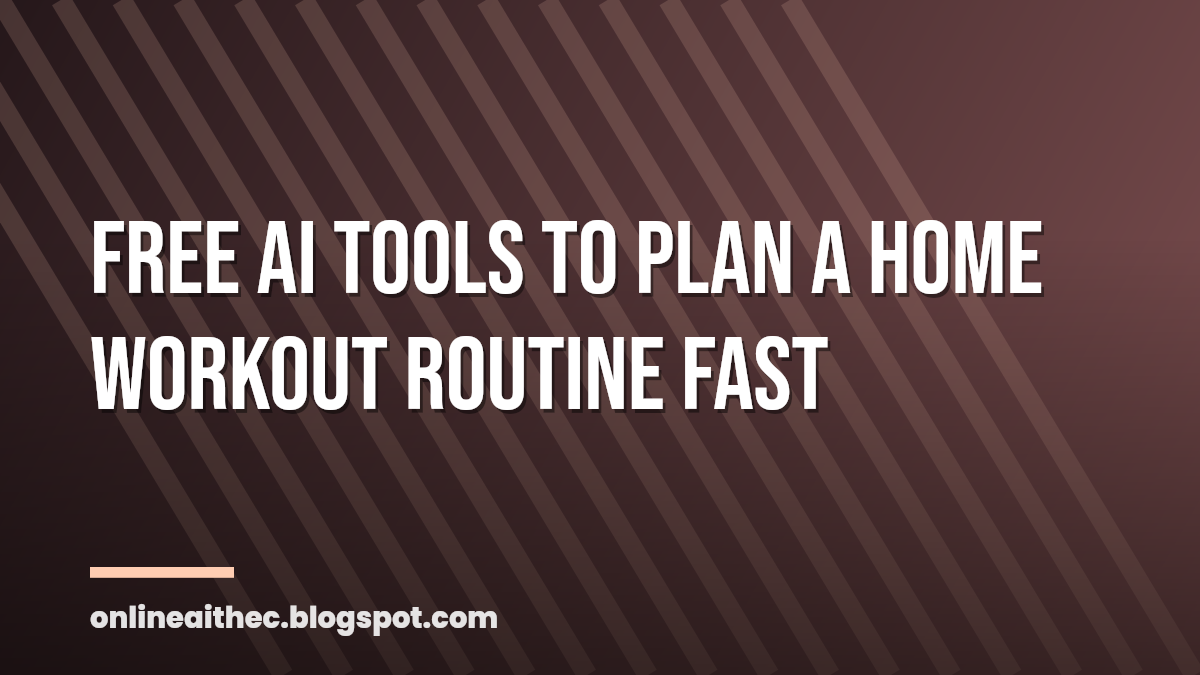 FREE AI TOOLS TO PLAN A HOME
WORKOUT ROUTINE FAST
onlineaithec.blogspot.com